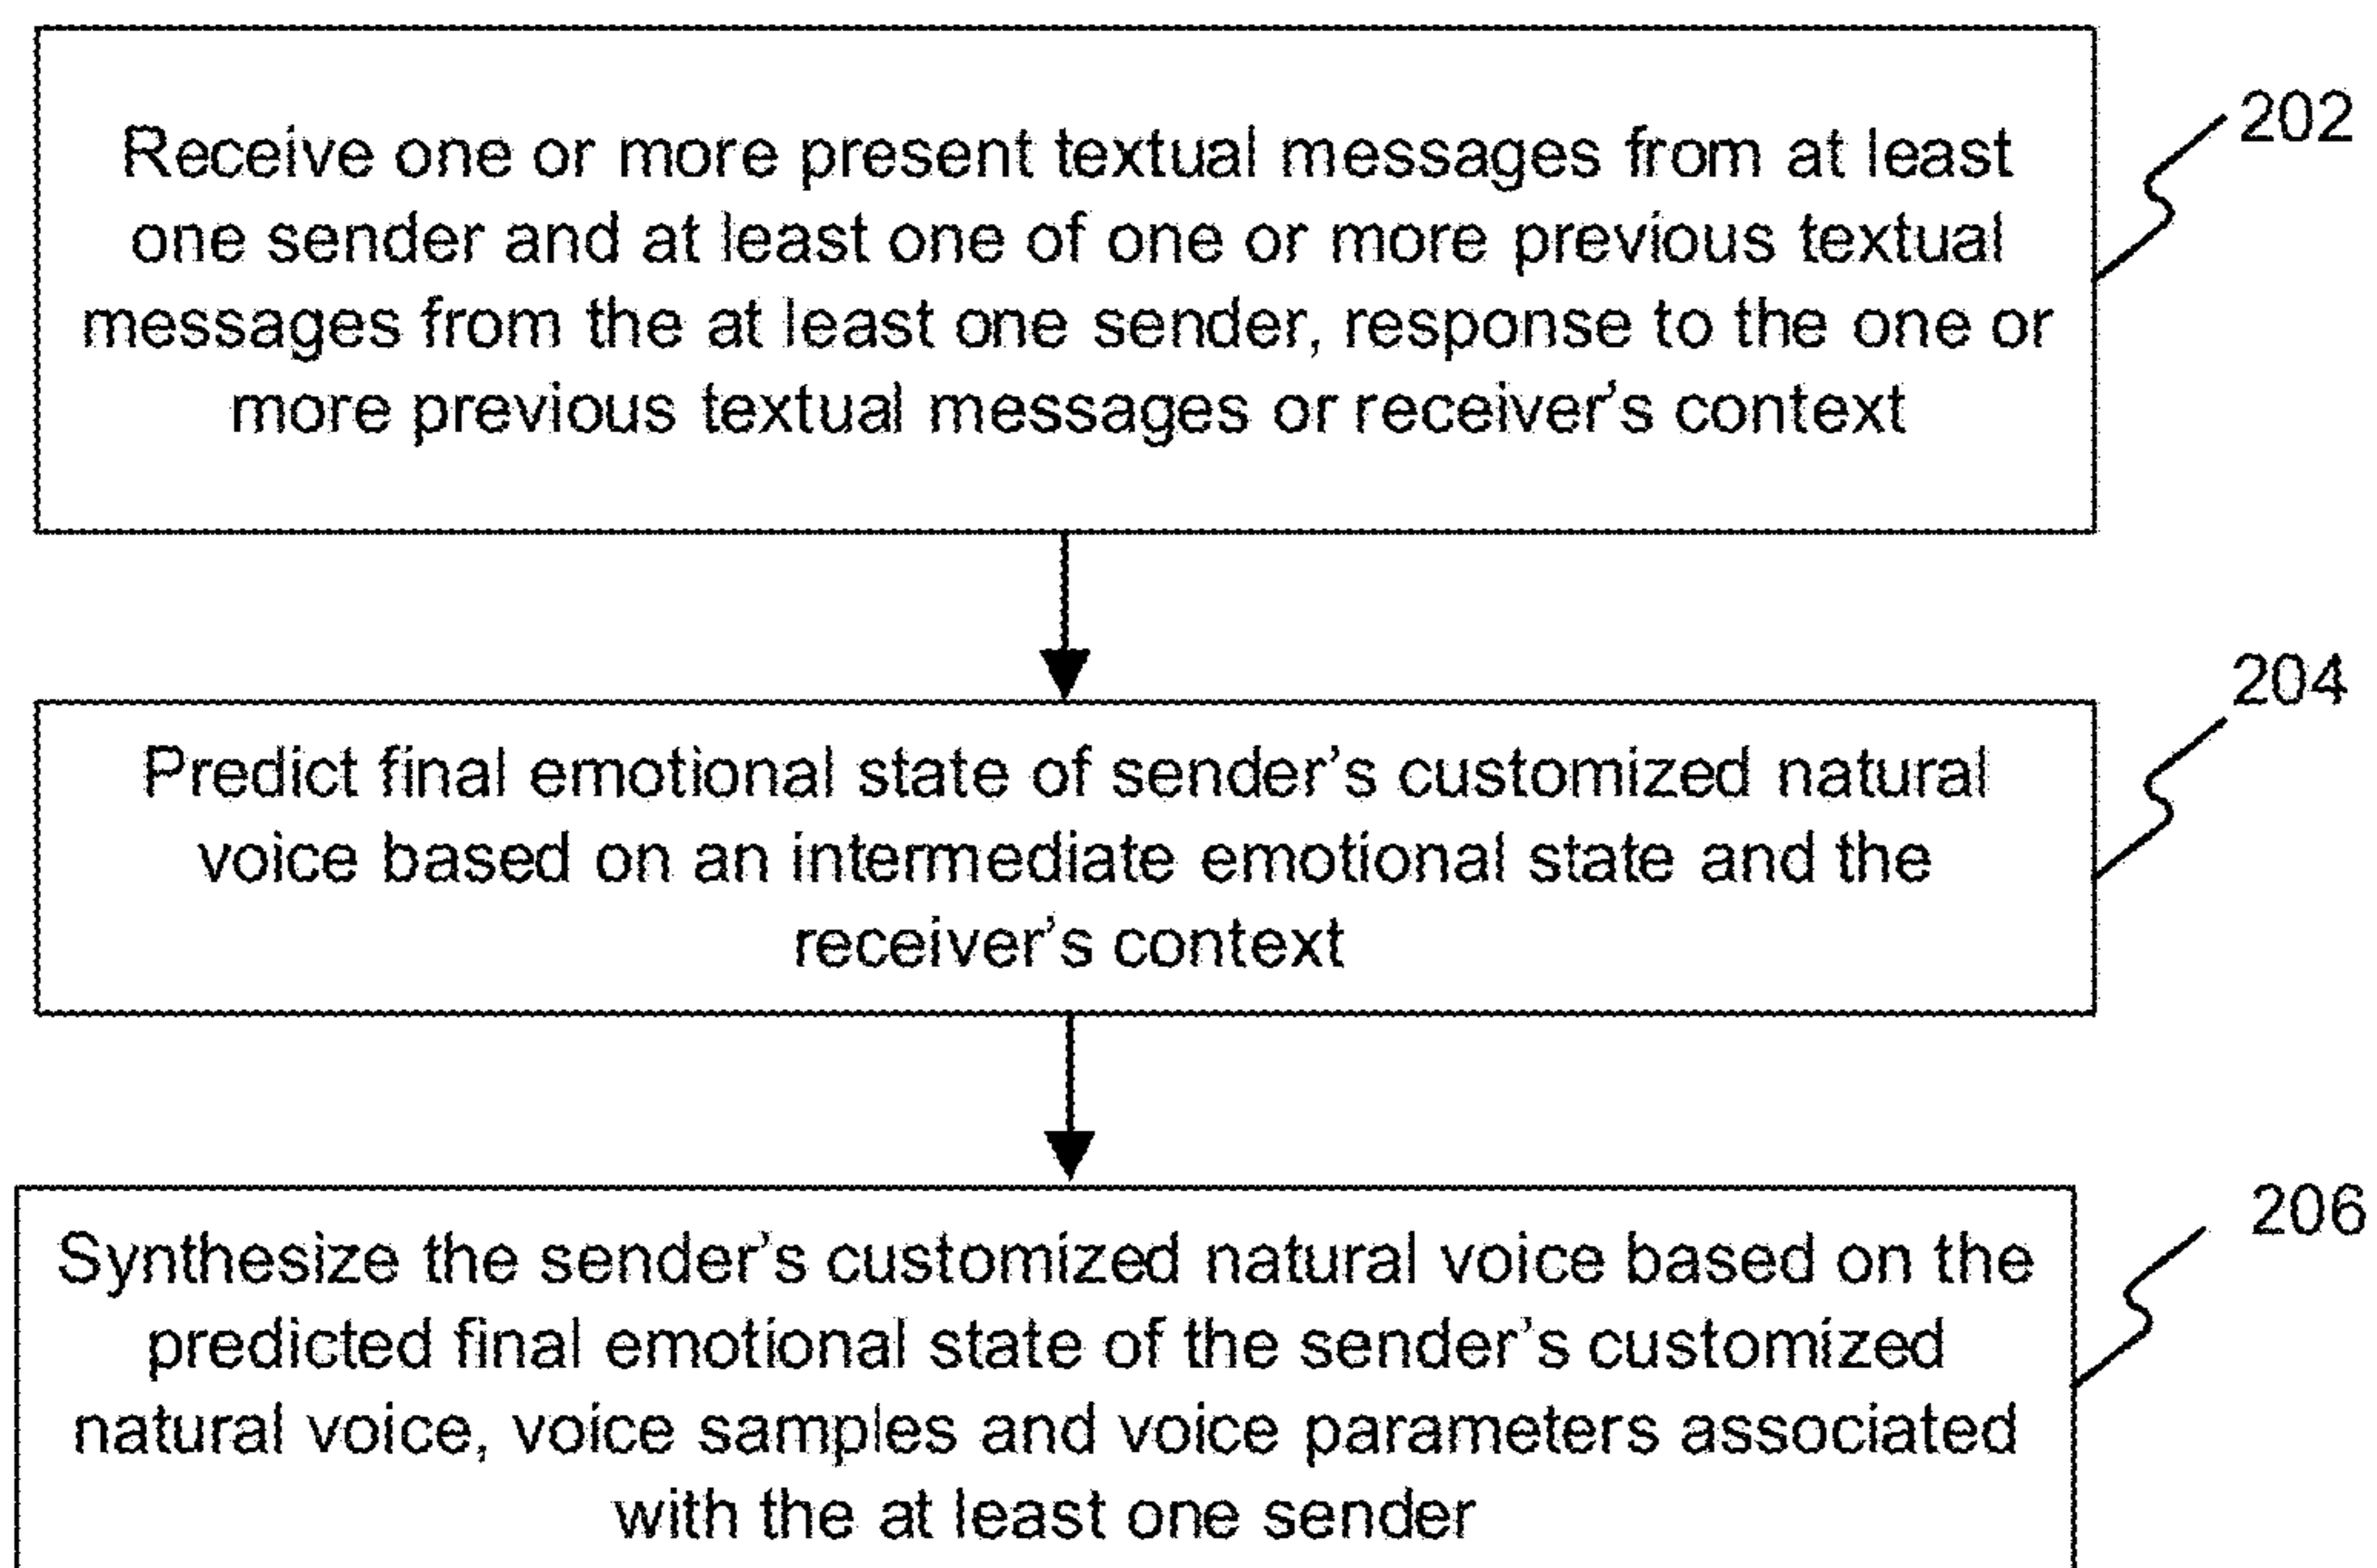 Receive one or more present textual messages from at least
one sender and at least one of one or more previous textual
messages from the at least one sender, response to the one or
more previous textual messages or receiver's context
202
Predict final emotional state of sender's customized natural
voice based on an intermediate emotional state and the
receiver's context
204
Synthesize the sender's customized natural voice based on the
predicted final emotional state of the sender's customized
natural voice, voice samples and voice parameters associated
with the at least one sender
206